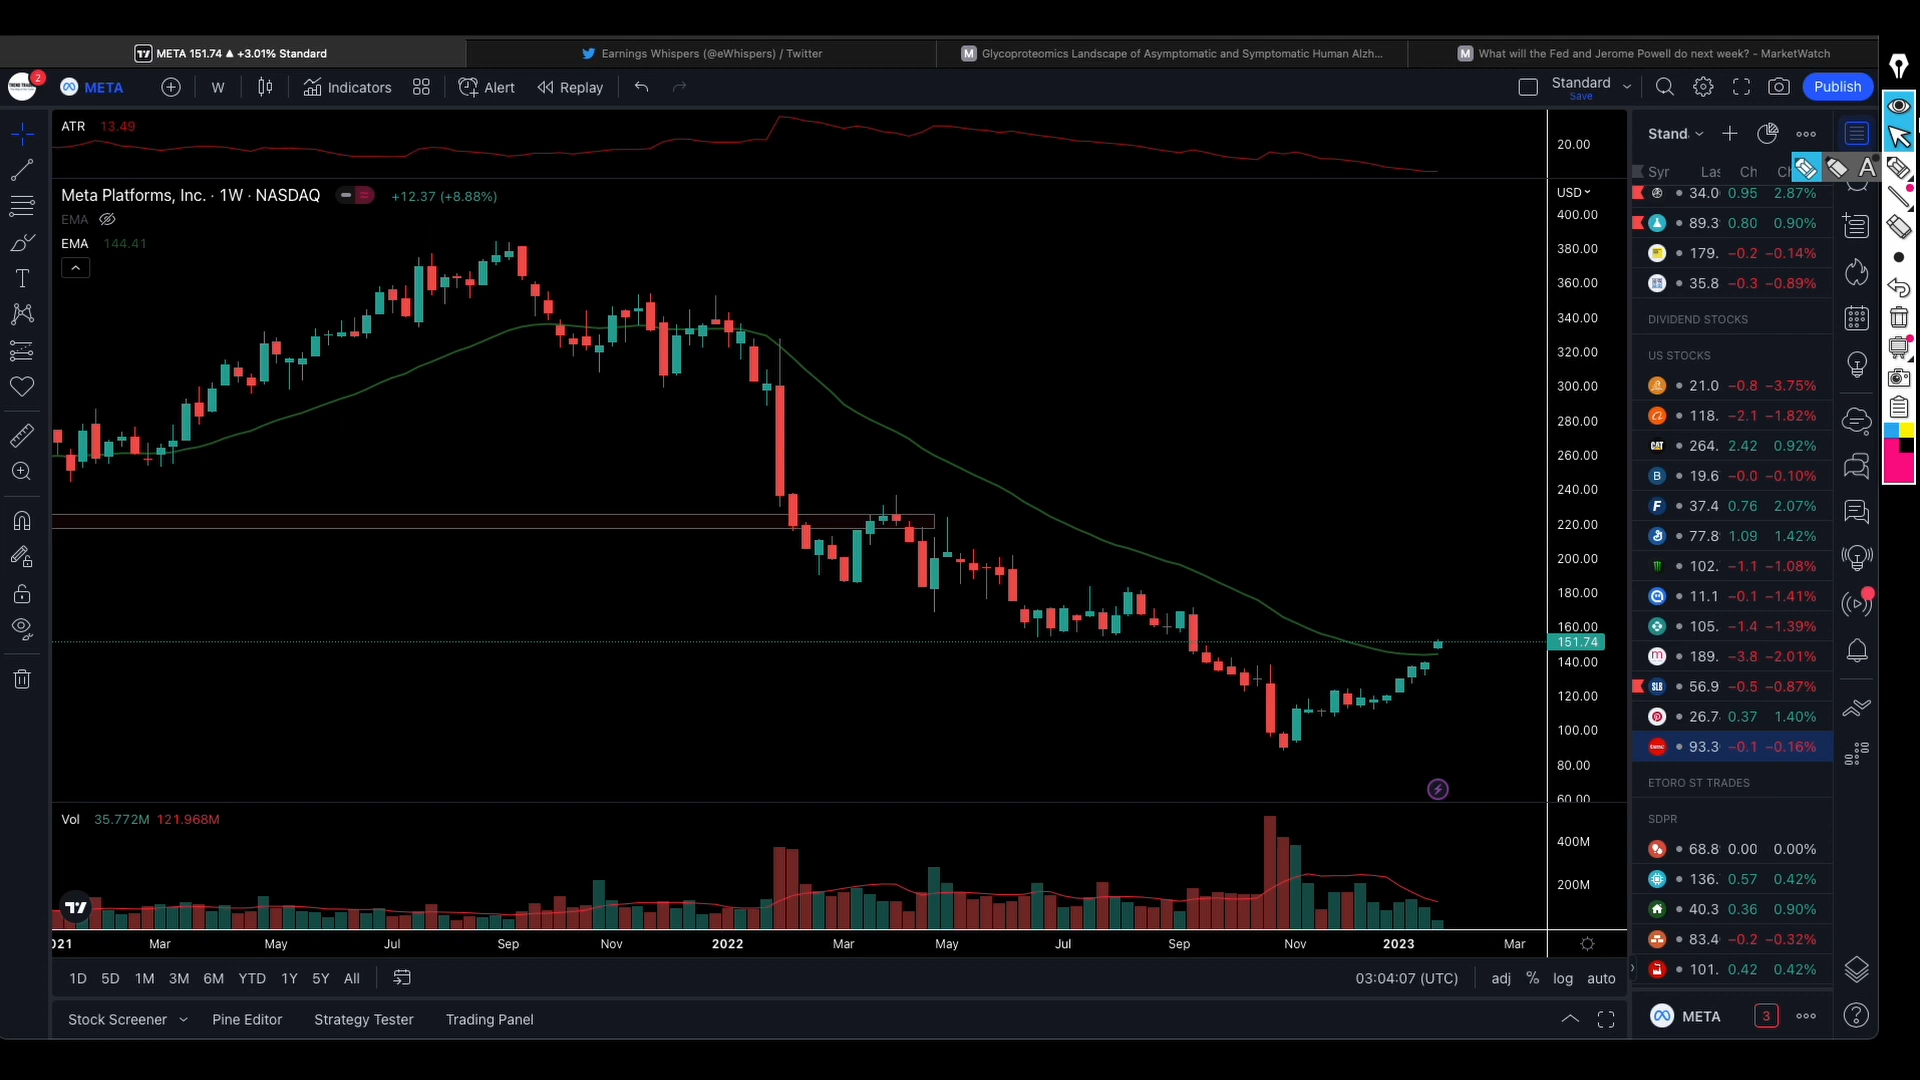 META 151.74 ▲ +3.01% Standard
Earnings Whispers (@eWhispers) / Twitter
Glycoproteomics Landscape of Asymptomatic and Symptomatic Human Alzh...
What will the Fed and Jerome Powell do next week? - MarketWatch
2
META
W
Indicators
Alert
Replay
Standard
Save
Publish
ATR 13.49
20.00
Stand
Syr Las Ch
Meta Platforms, Inc. · 1W · NASDAQ
+12.37 (+8.88%)
EMA
EMA 144.41
USD
400.00
380.00
360.00
340.00
320.00
300.00
280.00
260.00
240.00
220.00
200.00
180.00
160.00
151.74
140.00
120.00
100.00
80.00
60.00
34.0 0.95 2.87%
89.3 0.80 0.90%
179. −0.2 −0.14%
35.8 −0.3 −0.89%
DIVIDEND STOCKS
US STOCKS
21.0 −0.8 −3.75%
118. −2.1 −1.82%
CAT 264. 2.42 0.92%
B 19.6 −0.0 −0.10%
F 37.4 0.76 2.07%
77.8 1.09 1.42%
102. −1.1 −1.08%
11.1 −0.1 −1.41%
105. −1.4 −1.39%
m 189. −3.8 −2.01%
SLB 56.9 −0.5 −0.87%
26.7 0.37 1.40%
93.3 −0.1 −0.16%
ETORO ST TRADES
SDPR
68.8 0.00 0.00%
136. 0.57 0.42%
40.3 0.36 0.90%
83.4 −0.2 −0.32%
101. 0.42 0.42%
Vol 35.772M 121.968M
400M
200M
021 Mar May Jul Sep Nov 2022 Mar May Jul Sep Nov 2023 Mar
1D 5D 1M 3M 6M YTD 1Y 5Y All
03:04:07 (UTC)
adj % log auto
Stock Screener
Pine Editor
Strategy Tester
Trading Panel
META 3